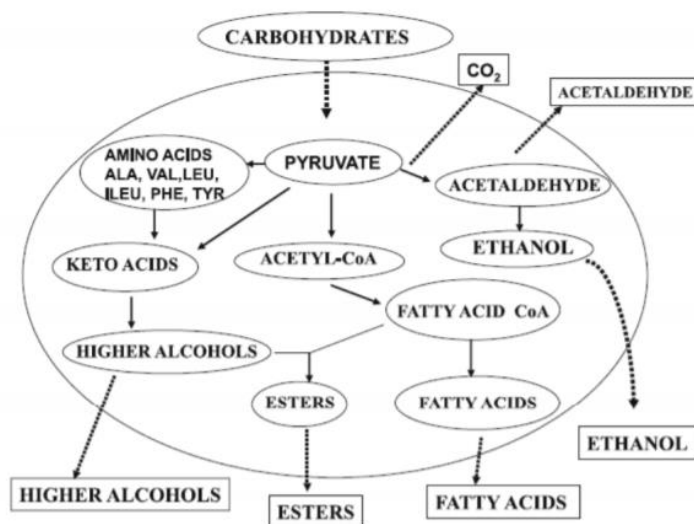 CARBOHYDRATES
CO2
ACETALDEHYDE
AMINO ACIDS
ALA, VAL,LEU,
ILEU, PHE, TYR
PYRUVATE
ACETALDEHYDE
KETO ACIDS
ACETYL-CoA
ETHANOL
FATTY ACID CoA
HIGHER ALCOHOLS
ESTERS
FATTY ACIDS
ETHANOL
HIGHER ALCOHOLS
ESTERS
FATTY ACIDS